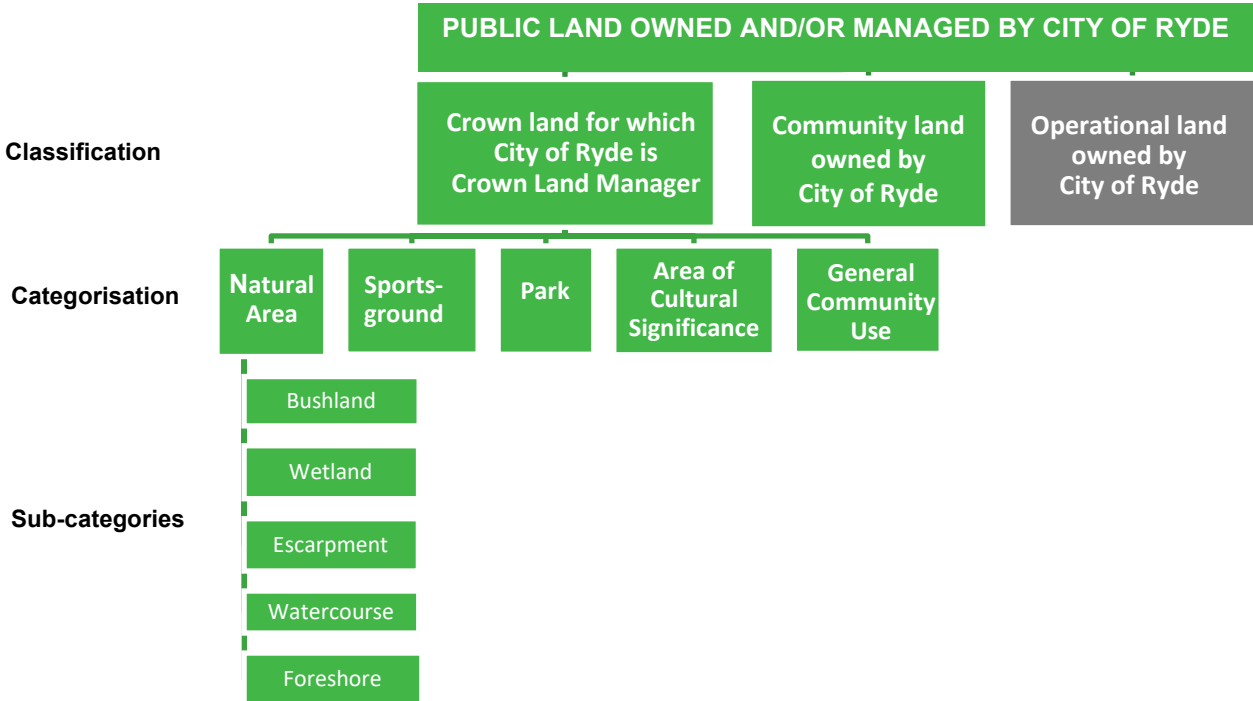 PUBLIC LAND OWNED AND/OR MANAGED BY CITY OF RYDE
Classification
Crown land for which
City of Ryde is
Crown Land Manager
Community land
owned by
City of Ryde
Operational land
owned by
City of Ryde
Categorisation
Natural
Area
Sports-
ground
Park
Area of
Cultural
Significance
General
Community
Use
Sub-categories
Bushland
Wetland
Escarpment
Watercourse
Foreshore